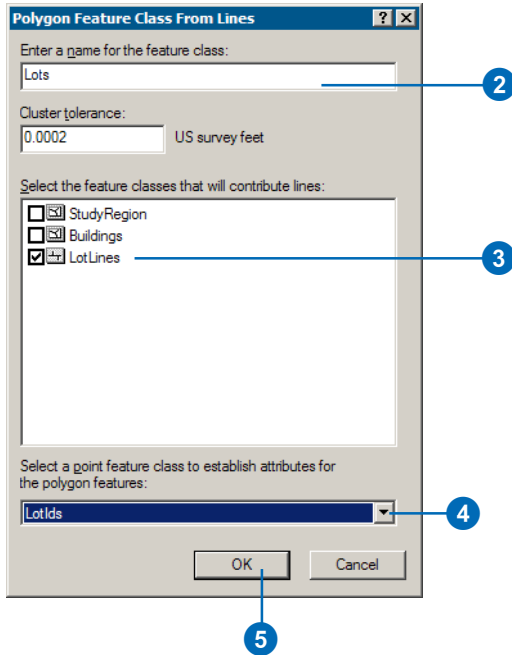 Polygon Feature Class From Lines
Enter a name for the feature class:
Lots
2
Cluster tolerance:
0.0002 US survey feet
Select the feature classes that will contribute lines:
StudyRegion
Buildings
LotLines
3
Select a point feature class to establish attributes for
the polygon features:
LotIds
4
OK
Cancel
5